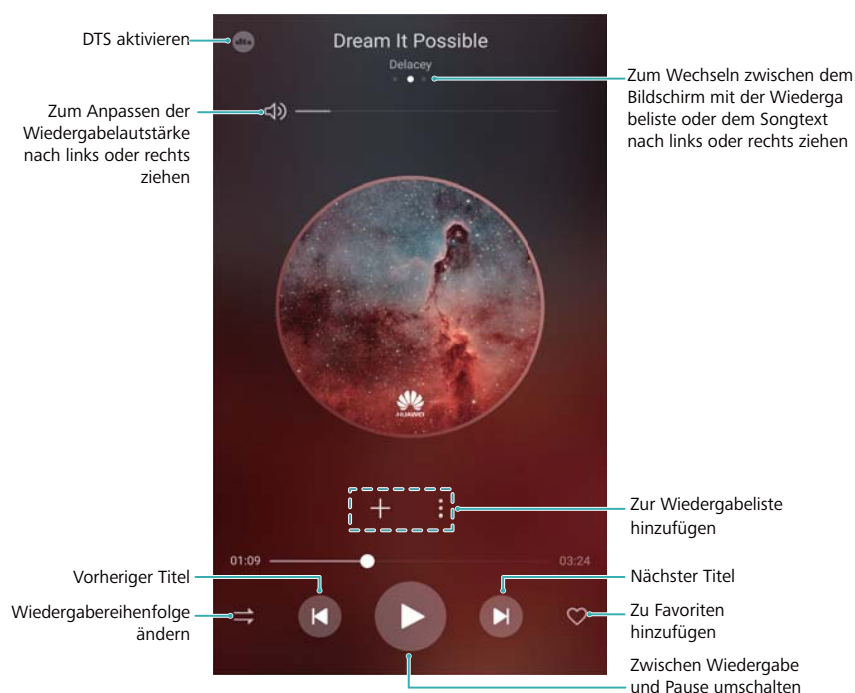 DTS aktivieren
dts
Dream It Possible
Delacey
Zum Wechseln zwischen dem
Bildschirm mit der Wiederga
beliste oder dem Songtext
nach links oder rechts ziehen
Zum Anpassen der
Wiedergabelautstärke
nach links oder rechts
ziehen
HUAWEI
Zur Wiedergabeliste
hinzufügen
01:09
03:24
Vorheriger Titel
Nächster Titel
Wiedergabereihenfolge
ändern
Zu Favoriten
hinzufügen
Zwischen Wiedergabe
und Pause umschalten